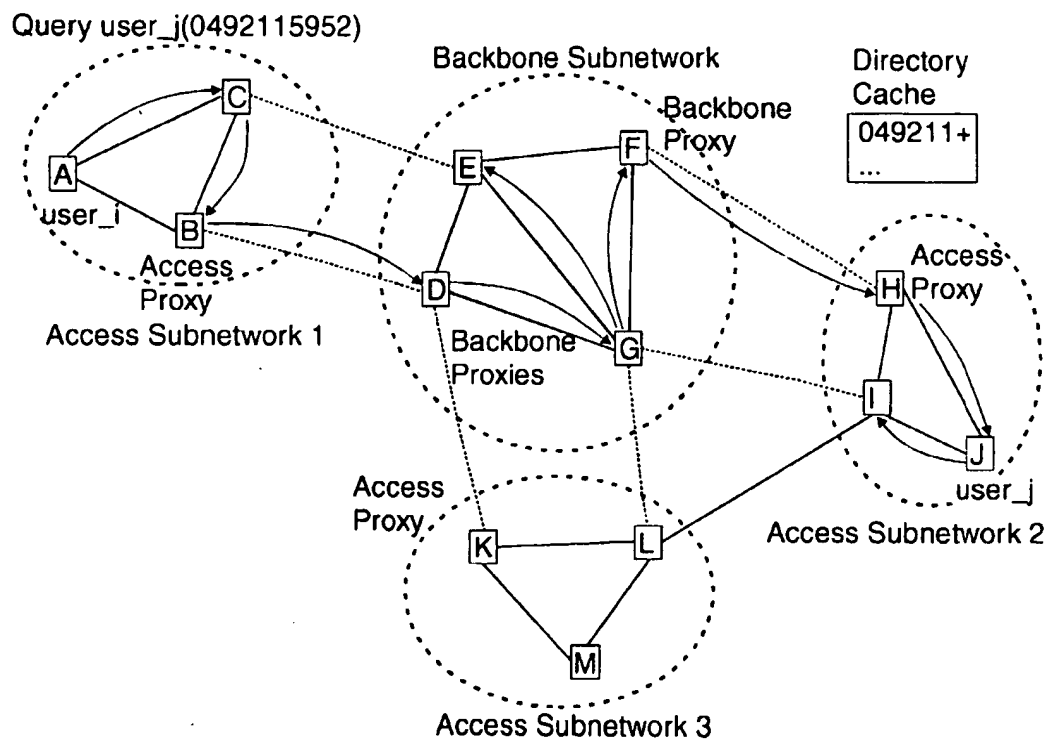 Query user_j(0492115952)
Backbone Subnetwork
Directory
Cache
049211+
...
Backbone
Proxy
C
F
E
A
user_i
B
Access
Proxy
Access Subnetwork 1
D
Backbone
Proxies
G
Access
Proxy
H
I
J
user_j
Access Subnetwork 2
Access
Proxy
K
L
M
Access Subnetwork 3